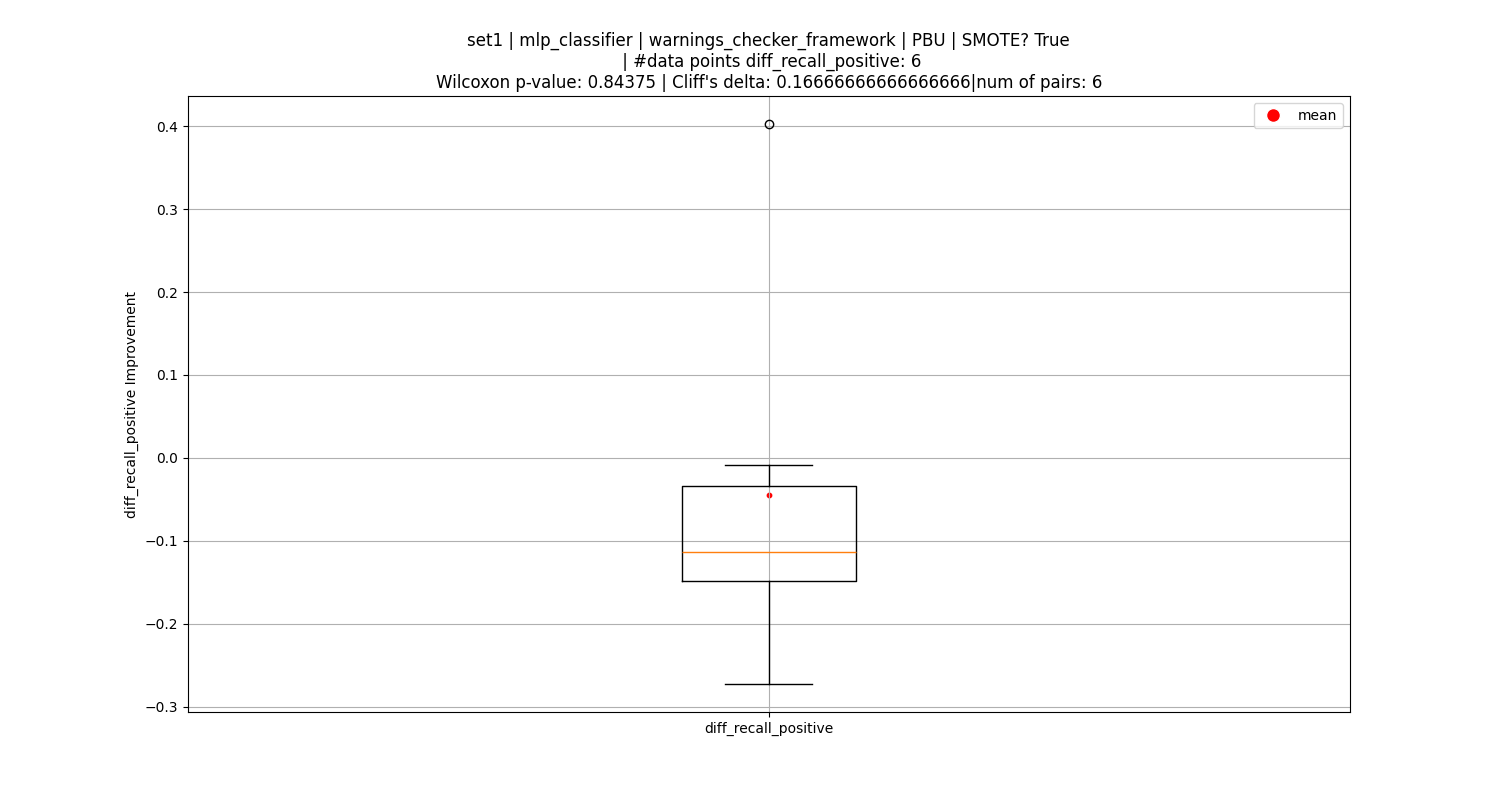 set1 | mlp_classifier | warnings_checker_framework | PBU | SMOTE? True
| #data points diff_recall_positive: 6
Wilcoxon p-value: 0.84375 | Cliff's delta: 0.16666666666666666|num of pairs: 6
mean
0.4
0.3
0.2
0.1
0.0
−0.1
−0.2
−0.3
diff_recall_positive Improvement
diff_recall_positive